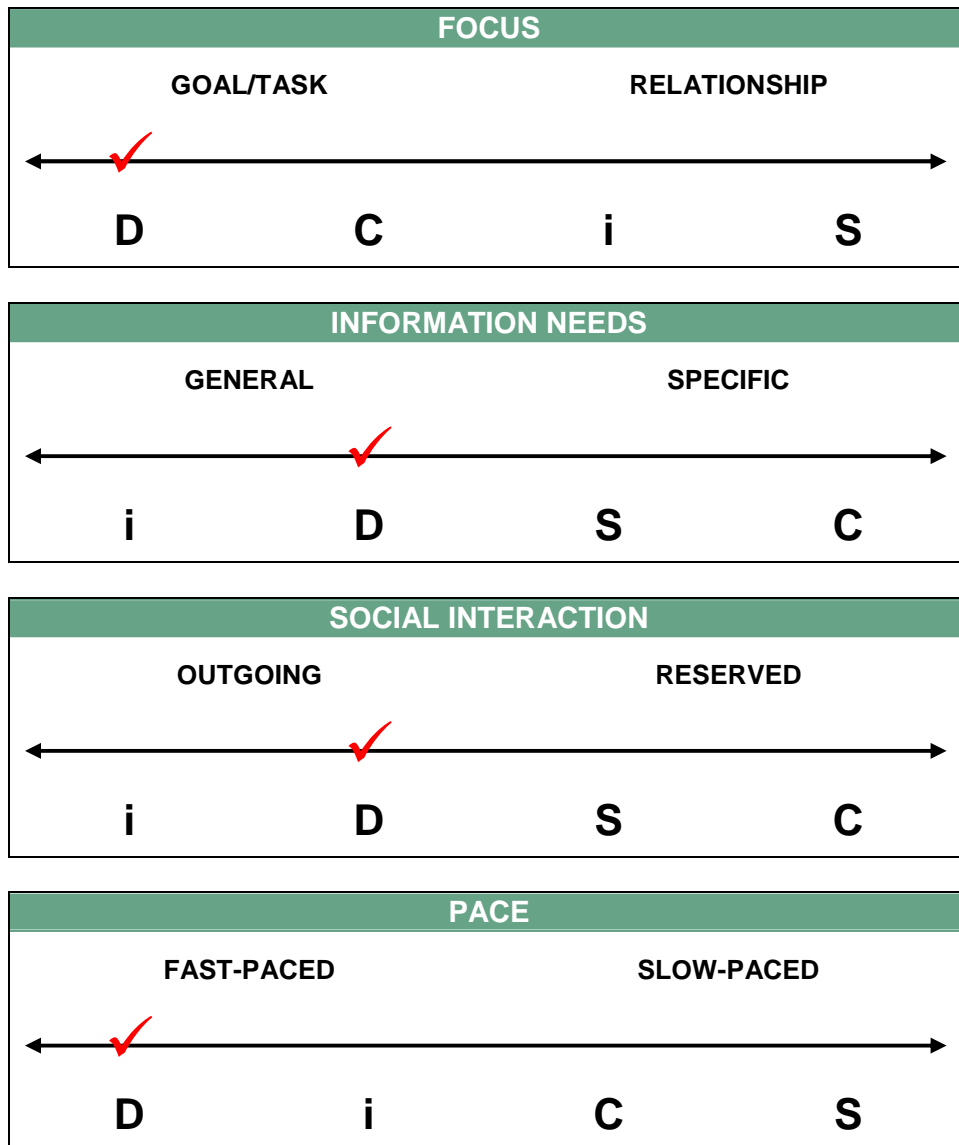 FOCUS
GOAL/TASK RELATIONSHIP
D C i S
INFORMATION NEEDS
GENERAL SPECIFIC
i D S C
SOCIAL INTERACTION
OUTGOING RESERVED
i D S C
PACE
FAST-PACED SLOW-PACED
D i C S